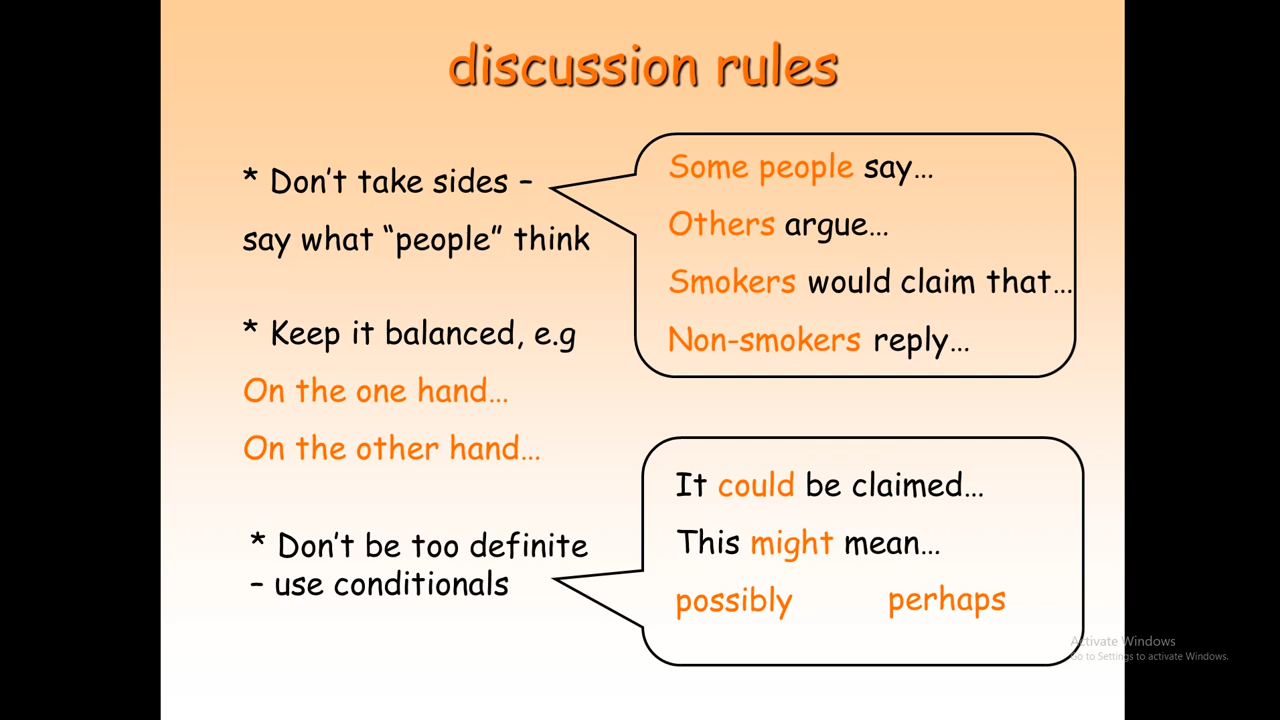 discussion rules
* Don't take sides –
say what “people” think
Some people say…
Others argue…
Smokers would claim that…
Non-smokers reply…
* Keep it balanced, e.g
On the one hand…
On the other hand…
* Don't be too definite
– use conditionals
It could be claimed…
This might mean…
possibly perhaps
Activate Windows
Go to Settings to activate Windows.